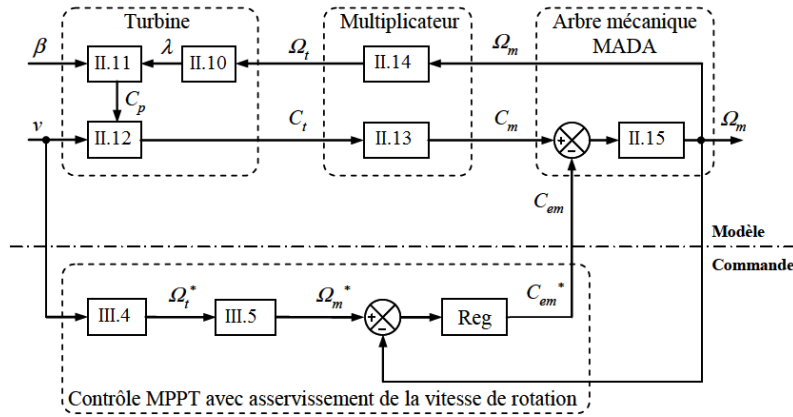 Turbine
Multiplicateur
Arbre mécanique
MADA
β
II.11
λ
II.10
Ω_t
II.14
Ω_m
C_p
v
II.12
C_t
II.13
C_m
+
-
II.15
Ω_m
C_em
Modèle
Commande
III.4
Ω_t*
III.5
Ω_m*
+
-
Reg
C_em*
Contrôle MPPT avec asservissement de la vitesse de rotation